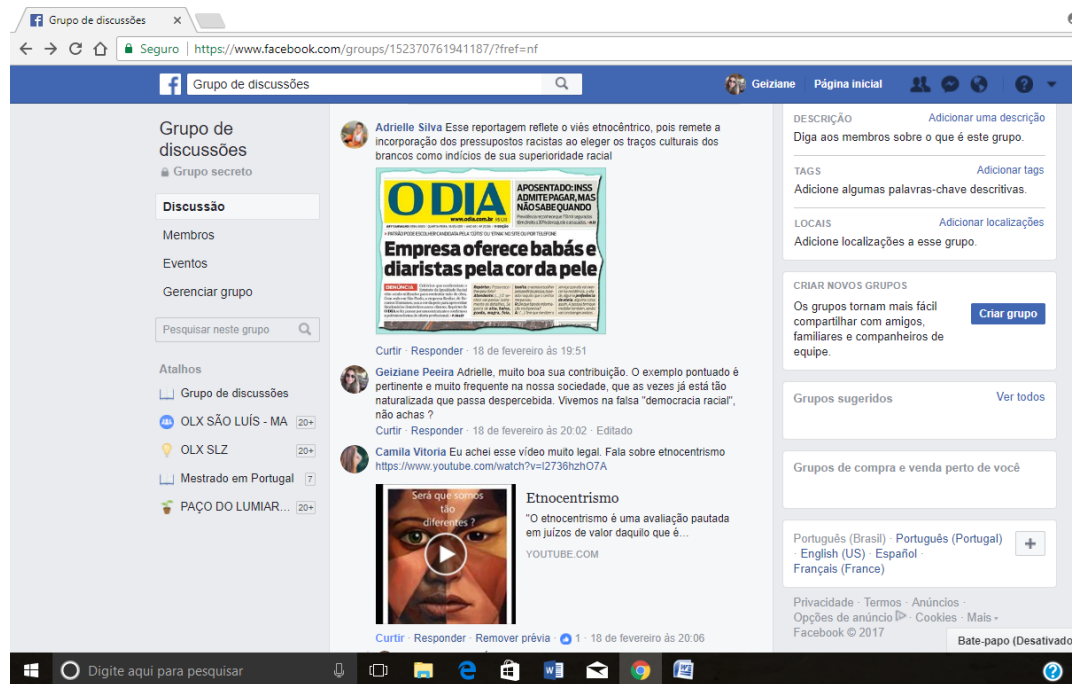 Grupo de discussões
Seguro | https://www.facebook.com/groups/152370761941187/?fref=nf
Grupo de discussões
Geiziane
Página inicial
Grupo de
discussões
Grupo secreto
Discussão
Membros
Eventos
Gerenciar grupo
Pesquisar neste grupo
Atalhos
Grupo de discussões
OLX SÃO LUÍS - MA 20+
OLX SLZ 20+
Mestrado em Portugal 7
PAÇO DO LUMIAR... 20+
Adrielle Silva Esse reportagem reflete o viés etnocêntrico, pois remete a
incorporação dos pressupostos racistas ao eleger os traços culturais dos
brancos como indícios de sua superioridade racial
O DIA
www.odia.com.br
APOSENTADO: INSS
ADMITE PAGAR, MAS
NÃO SABE QUANDO
Empresa oferece babás e
diaristas pela cor da pele
DENÚNCIA
Curtir · Responder · 18 de fevereiro às 19:51
Geiziane Peeira Adrielle, muito boa sua contribuição. O exemplo pontuado é
pertinente e muito frequente na nossa sociedade, que as vezes já está tão
naturalizada que passa despercebida. Vivemos na falsa "democracia racial",
não achas ?
Curtir · Responder · 18 de fevereiro às 20:02 · Editado
Camila Vitoria Eu achei esse vídeo muito legal. Fala sobre etnocentrismo
https://www.youtube.com/watch?v=I2736hzhO7A
Será que somos
tão
diferentes ?
Etnocentrismo
"O etnocentrismo é uma avaliação pautada
em juízos de valor daquilo que é…
YOUTUBE.COM
Curtir · Responder · Remover prévia · 1 · 18 de fevereiro às 20:06
DESCRIÇÃO
Adicionar uma descrição
Diga aos membros sobre o que é este grupo.
TAGS
Adicionar tags
Adicione algumas palavras-chave descritivas.
LOCAIS
Adicionar localizações
Adicione localizações a esse grupo.
CRIAR NOVOS GRUPOS
Os grupos tornam mais fácil
compartilhar com amigos,
familiares e companheiros de
equipe.
Criar grupo
Grupos sugeridos
Ver todos
Grupos de compra e venda perto de você
Português (Brasil) · Português (Portugal)
· English (US) · Español ·
Français (France)
Privacidade · Termos · Anúncios ·
Opções de anúncio · Cookies · Mais
Facebook © 2017
Bate-papo (Desativado
Digite aqui para pesquisar